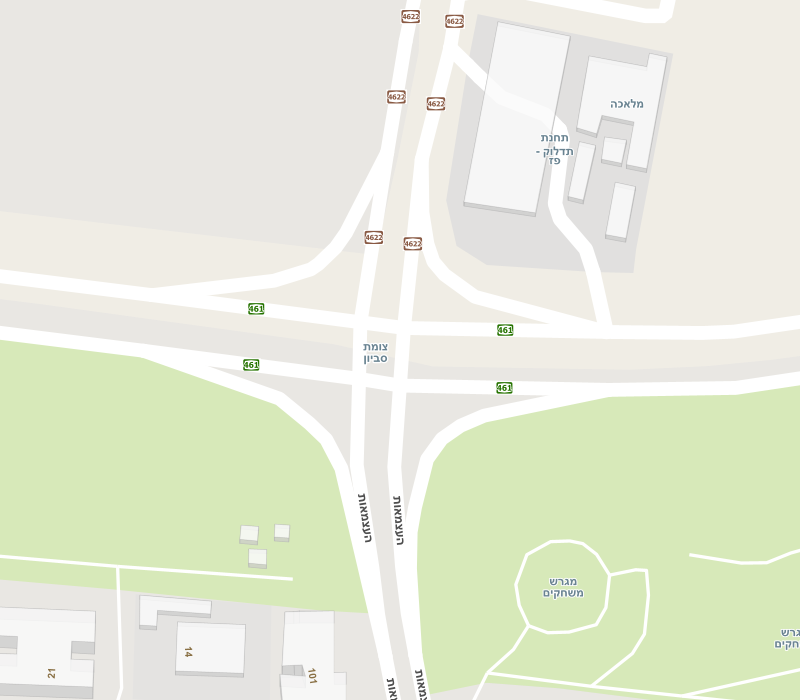 4622
4622
4622
4622
מלאכה
תחנת
תדלוק -
פז
4622
4622
461
461
צומת
סביון
461
461
העצמאות
העצמאות
מגרש
משחקים
14
21
101